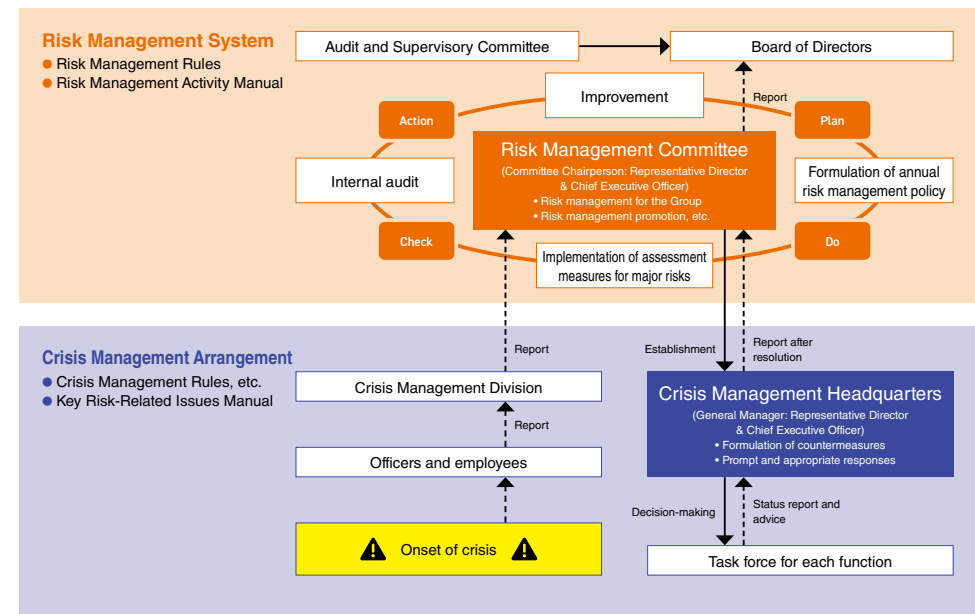 Risk Management System
● Risk Management Rules
● Risk Management Activity Manual
Audit and Supervisory Committee
Board of Directors
Report
Improvement
Action
Plan
Risk Management Committee
(Committee Chairperson: Representative Director
& Chief Executive Officer)
• Risk management for the Group
• Risk management promotion, etc.
Internal audit
Formulation of annual
risk management policy
Check
Do
Implementation of assessment
measures for major risks
Crisis Management Arrangement
● Crisis Management Rules, etc.
● Key Risk-Related Issues Manual
Report
Crisis Management Division
Report
Officers and employees
Onset of crisis
Establishment
Report after
resolution
Crisis Management Headquarters
(General Manager: Representative Director
& Chief Executive Officer)
• Formulation of countermeasures
• Prompt and appropriate responses
Decision-making
Status report and
advice
Task force for each function